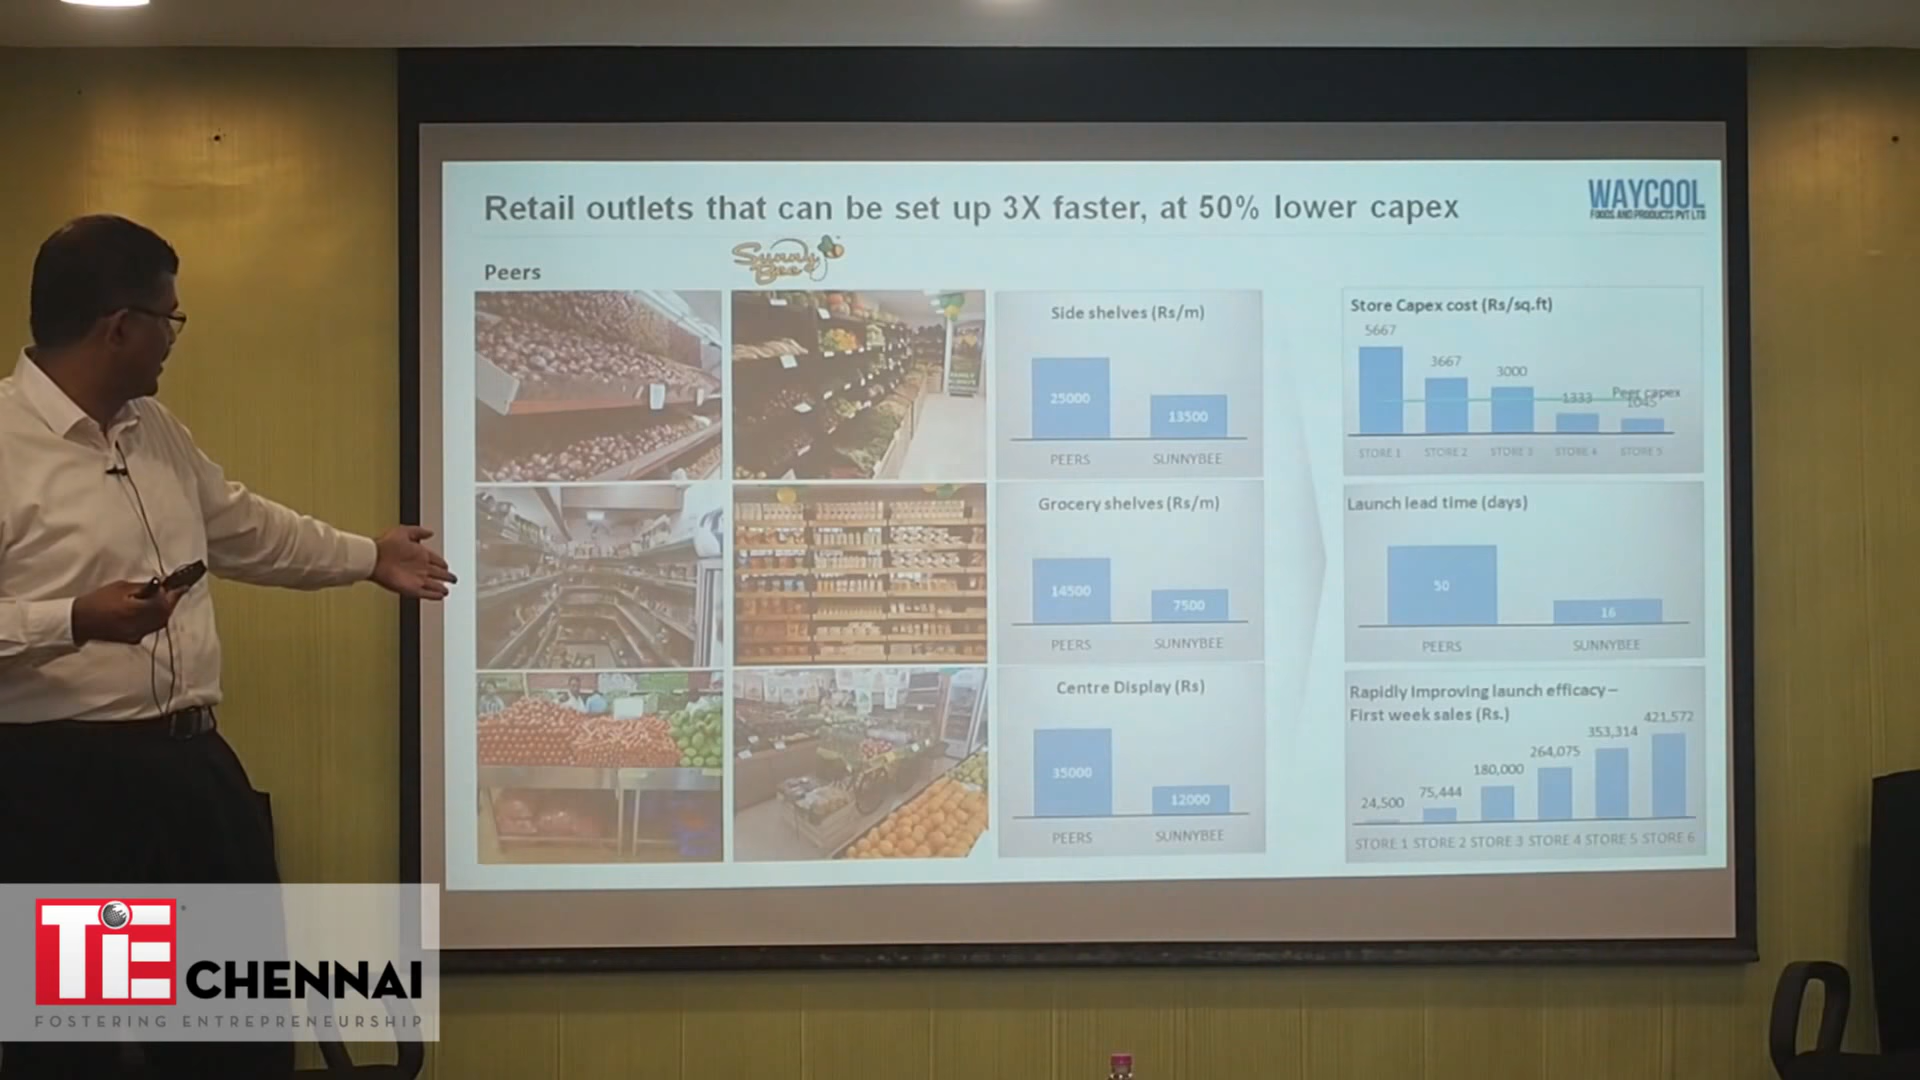 Retail outlets that can be set up 3X faster, at 50% lower capex
WAYCOOL
FOODS AND PRODUCTS PVT LTD
Peers
Sunny
Bee
Side shelves (Rs/m)
25000
13500
PEERS SUNNYBEE
Grocery shelves (Rs/m)
14500
7500
PEERS SUNNYBEE
Centre Display (Rs)
35000
12000
PEERS SUNNYBEE
Store Capex cost (Rs/sq.ft)
5667
3667
3000
1333
Peer capex
1045
STORE 1 STORE 2 STORE 3 STORE 4 STORE 5
Launch lead time (days)
50
16
PEERS SUNNYBEE
Rapidly Improving launch efficacy –
First week sales (Rs.)
24,500
75,444
180,000
264,075
353,314
421,572
STORE 1 STORE 2 STORE 3 STORE 4 STORE 5 STORE 6
TiE CHENNAI
FOSTERING ENTREPRENEURSHIP